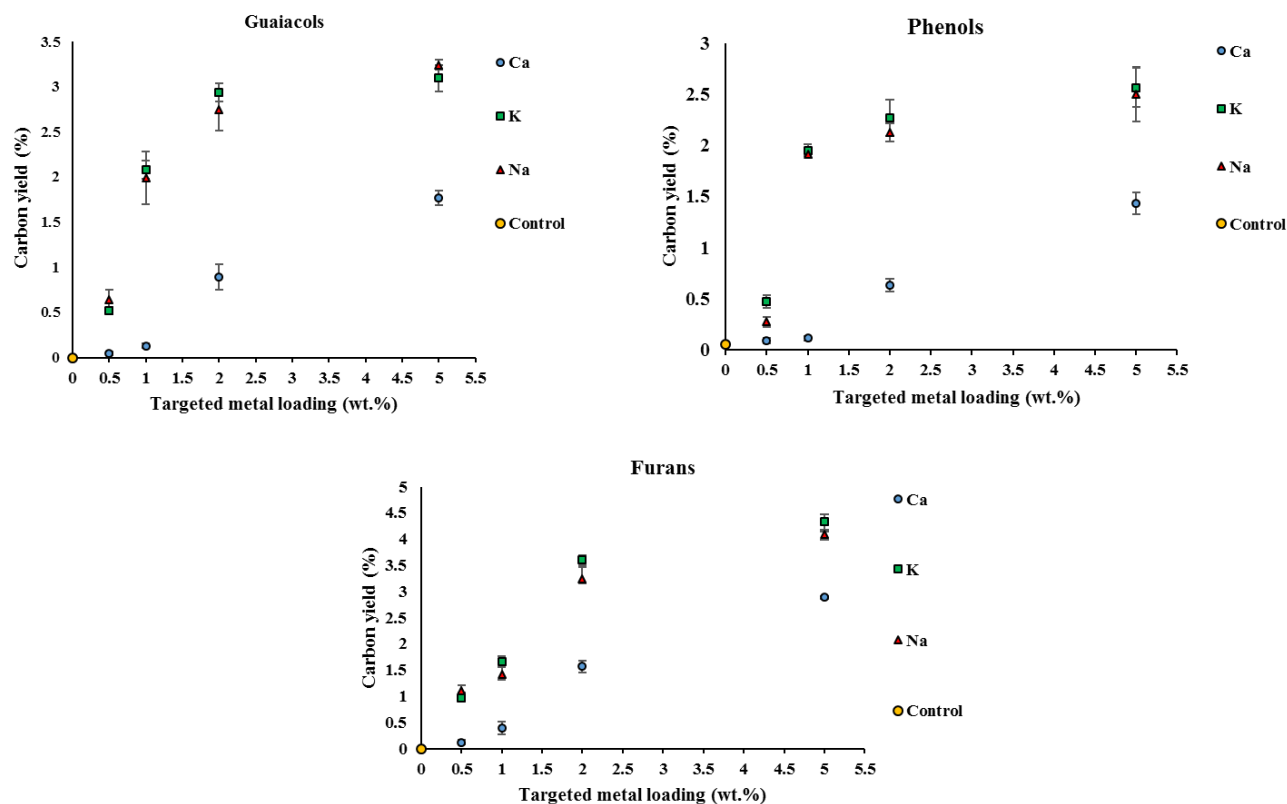 Guaiacols
3.5
3
2.5
2
1.5
1
0.5
0
Carbon yield (%)
0 0.5 1 1.5 2 2.5 3 3.5 4 4.5 5 5.5
Targeted metal loading (wt.%)
Ca
K
Na
Control
Phenols
3
2.5
2
1.5
1
0.5
0
Carbon yield (%)
0 0.5 1 1.5 2 2.5 3 3.5 4 4.5 5 5.5
Targeted metal loading (wt.%)
Ca
K
Na
Control
Furans
5
4.5
4
3.5
3
2.5
2
1.5
1
0.5
0
Carbon yield (%)
0 0.5 1 1.5 2 2.5 3 3.5 4 4.5 5 5.5
Targeted metal loading (wt.%)
Ca
K
Na
Control